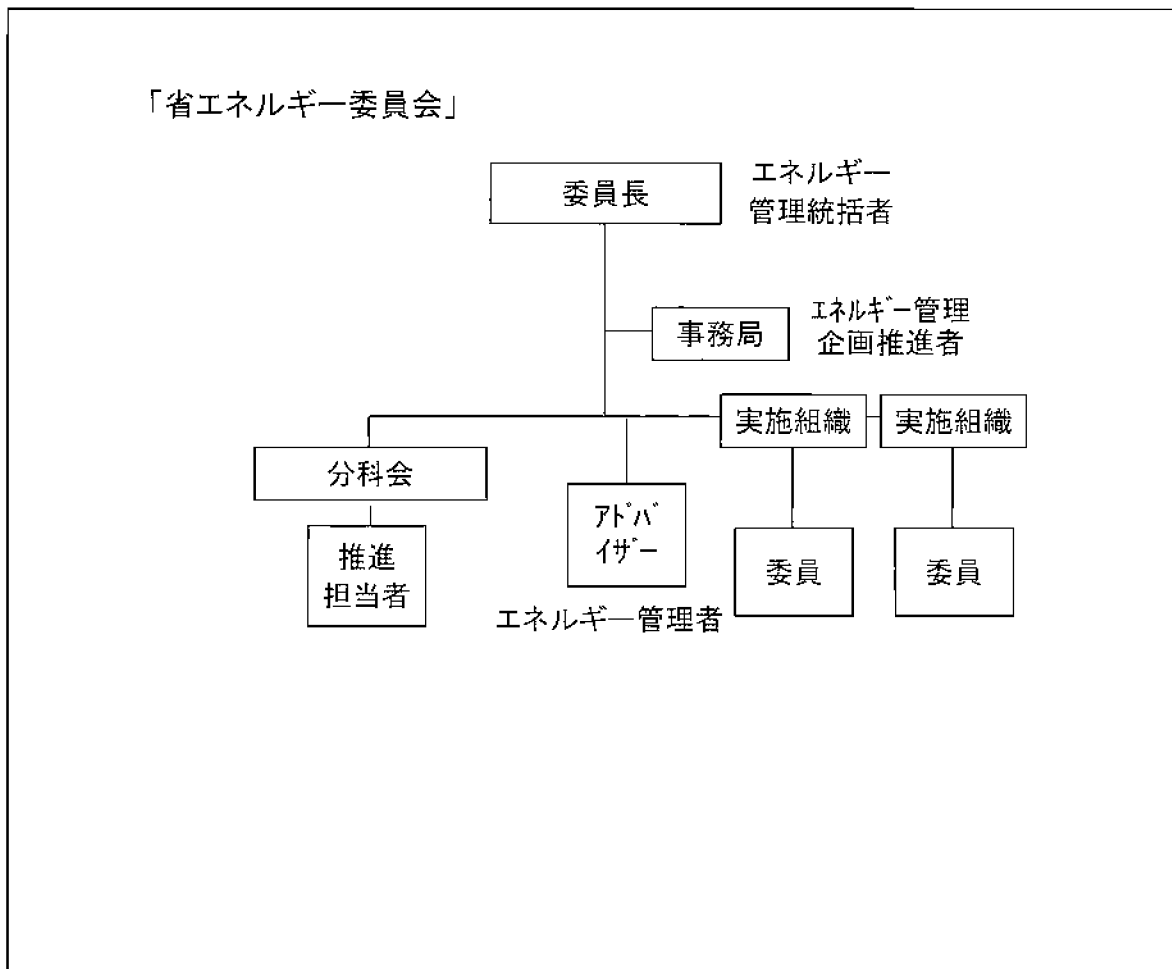 「省エネルギー委員会」
委員長
エネルギー
管理統括者
事務局
エネルギー管理
企画推進者
分科会
推進
担当者
アドバ
イザー
エネルギー管理者
実施組織
実施組織
委員
委員